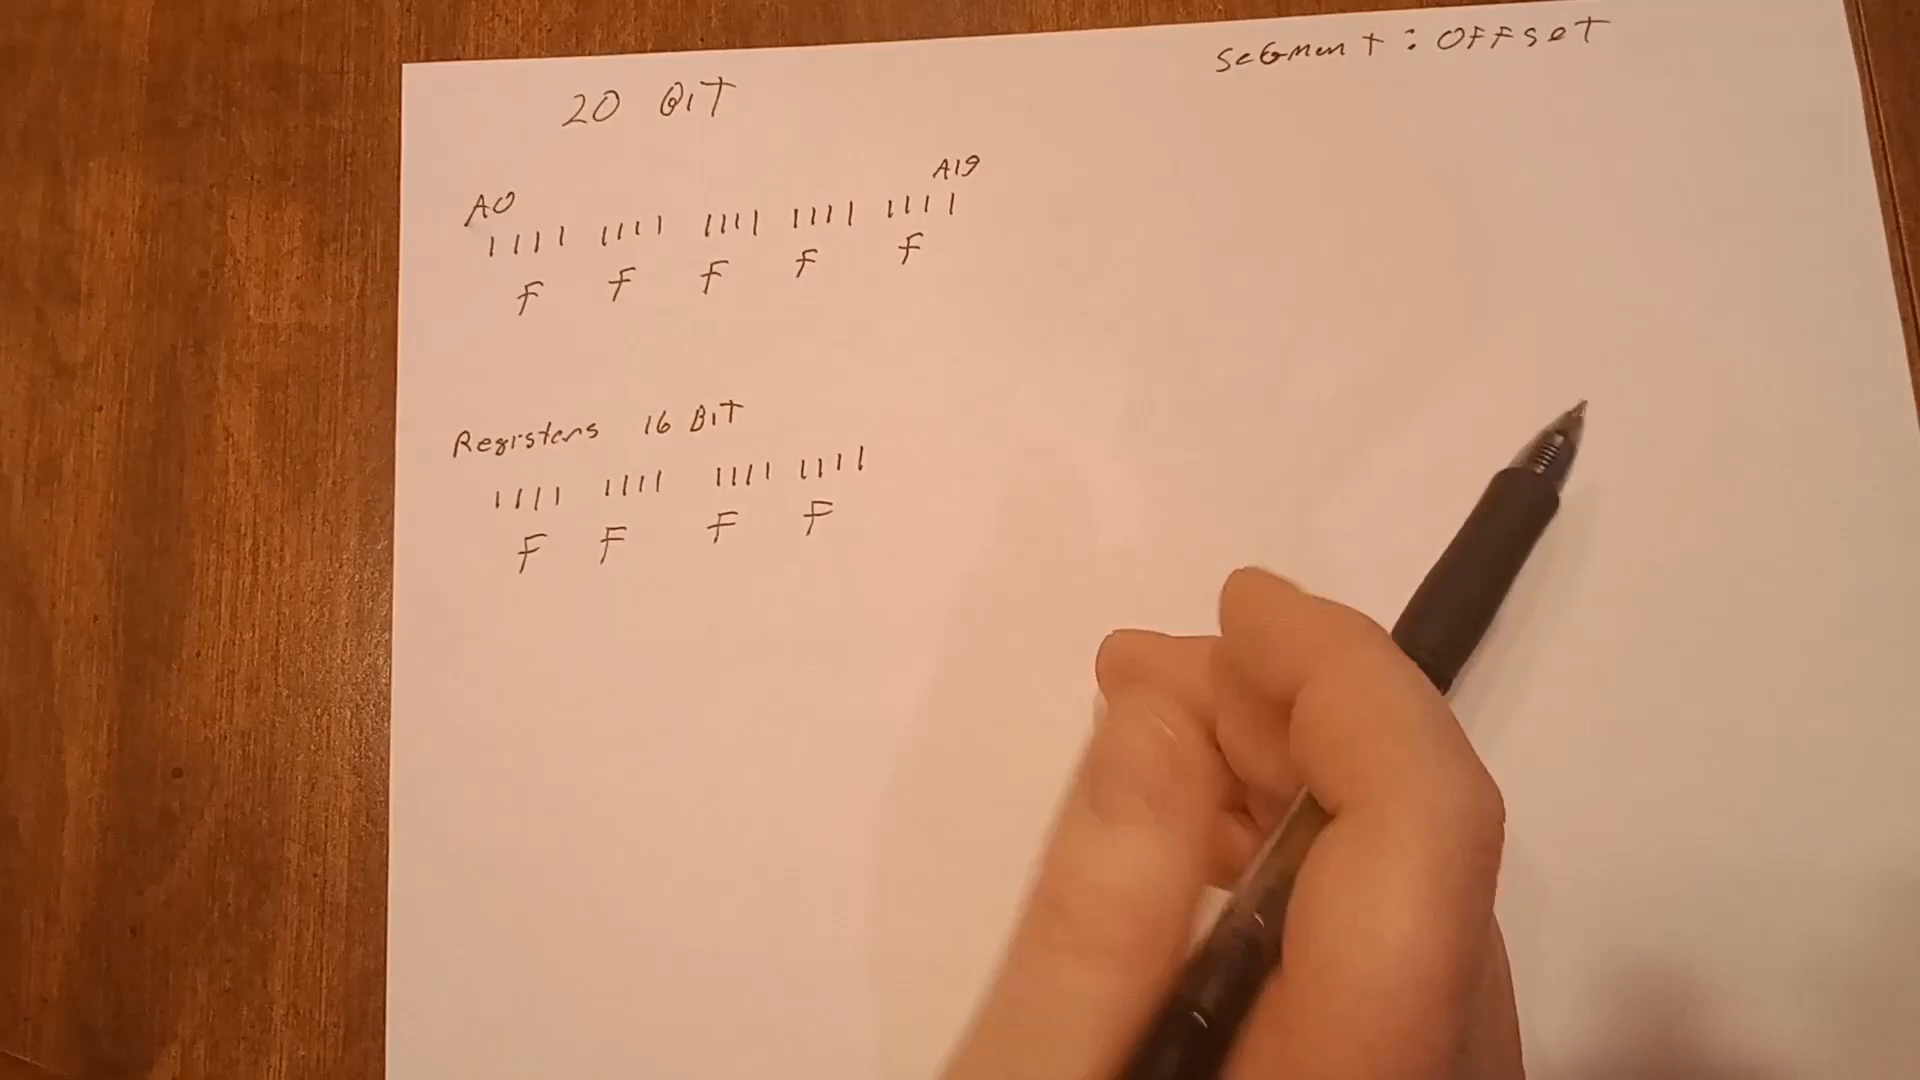 20 BIT
Segment : OFFset
A0 A19
1111 1111 1111 1111 1111
F F F F F
Registers 16 BIT
1111 1111 1111 1111
F F F F